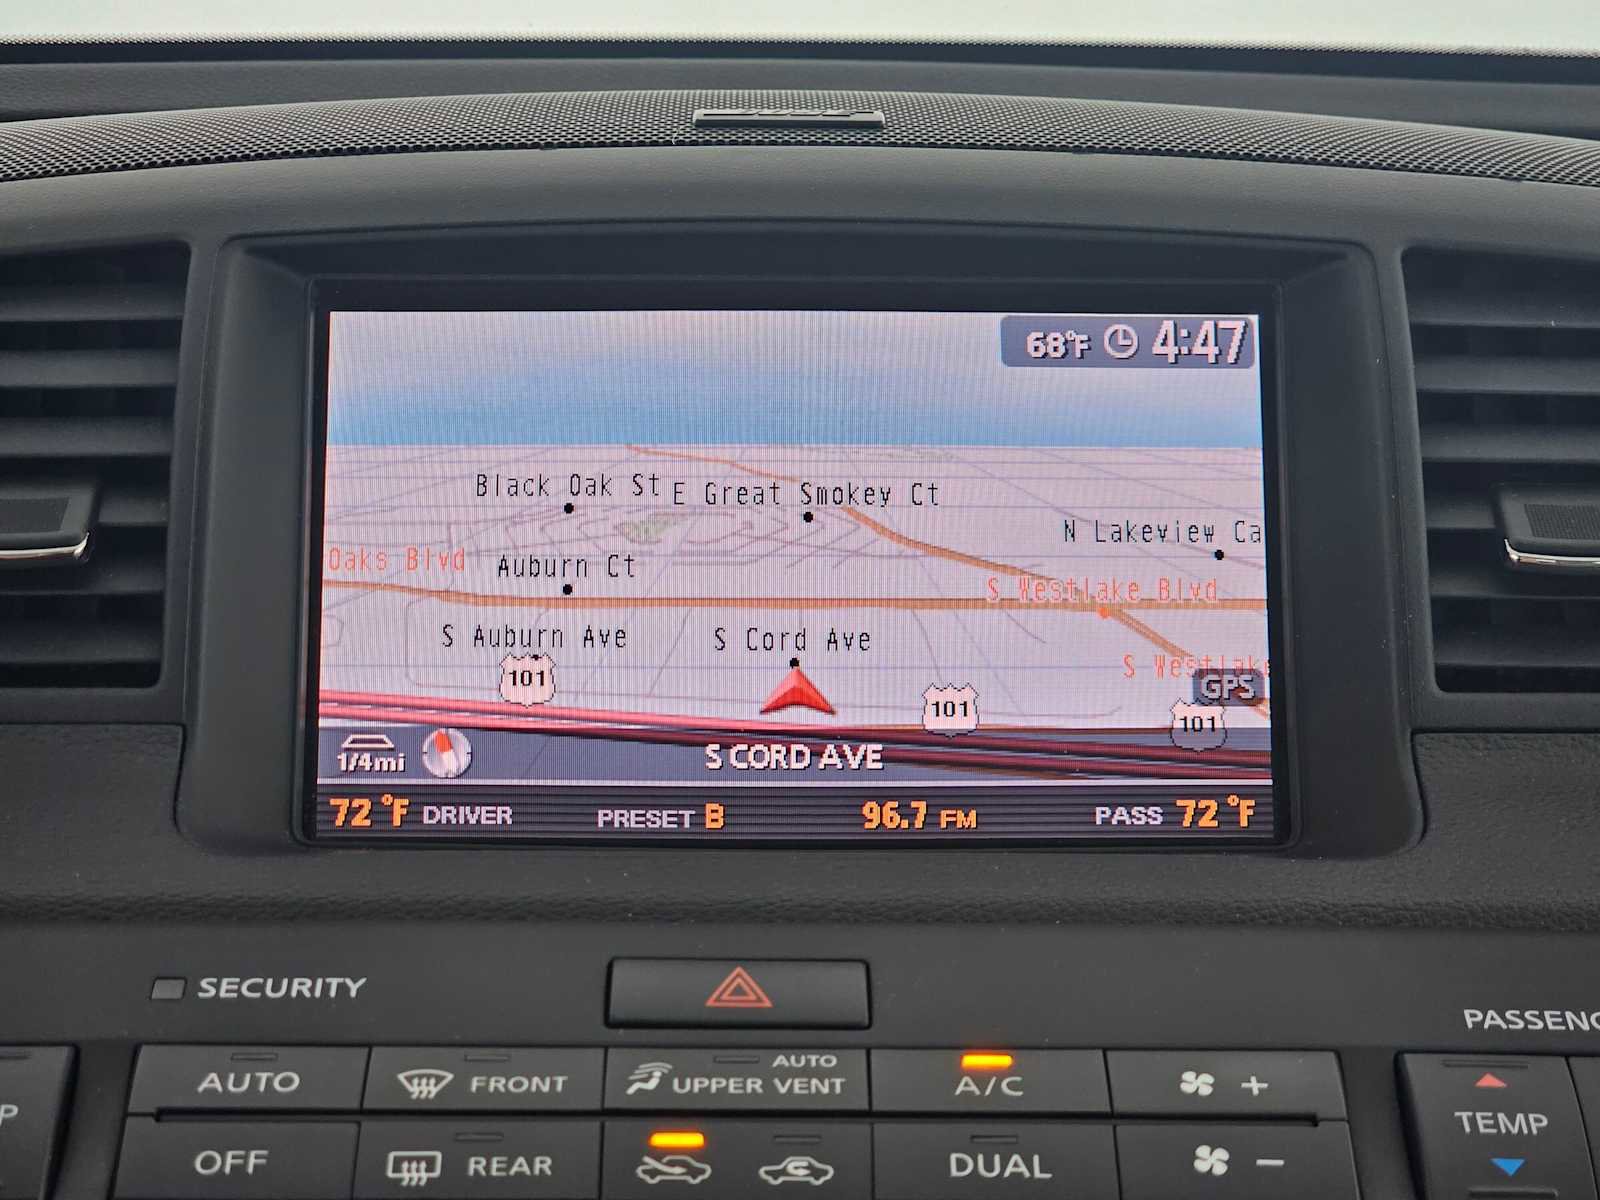 68°F 4:47
Black Oak St
E Great Smokey Ct
N Lakeview Ca
Oaks Blvd
Auburn Ct
S Westlake Blvd
S Auburn Ave
S Cord Ave
S Westlake
101
GPS
101
101
1/4mi
S CORD AVE
72°F DRIVER
PRESET B
96.7 FM
PASS 72°F
SECURITY
PASSENG
AUTO
FRONT
AUTO
UPPER VENT
A/C
+
TEMP
P
OFF
REAR
DUAL
−